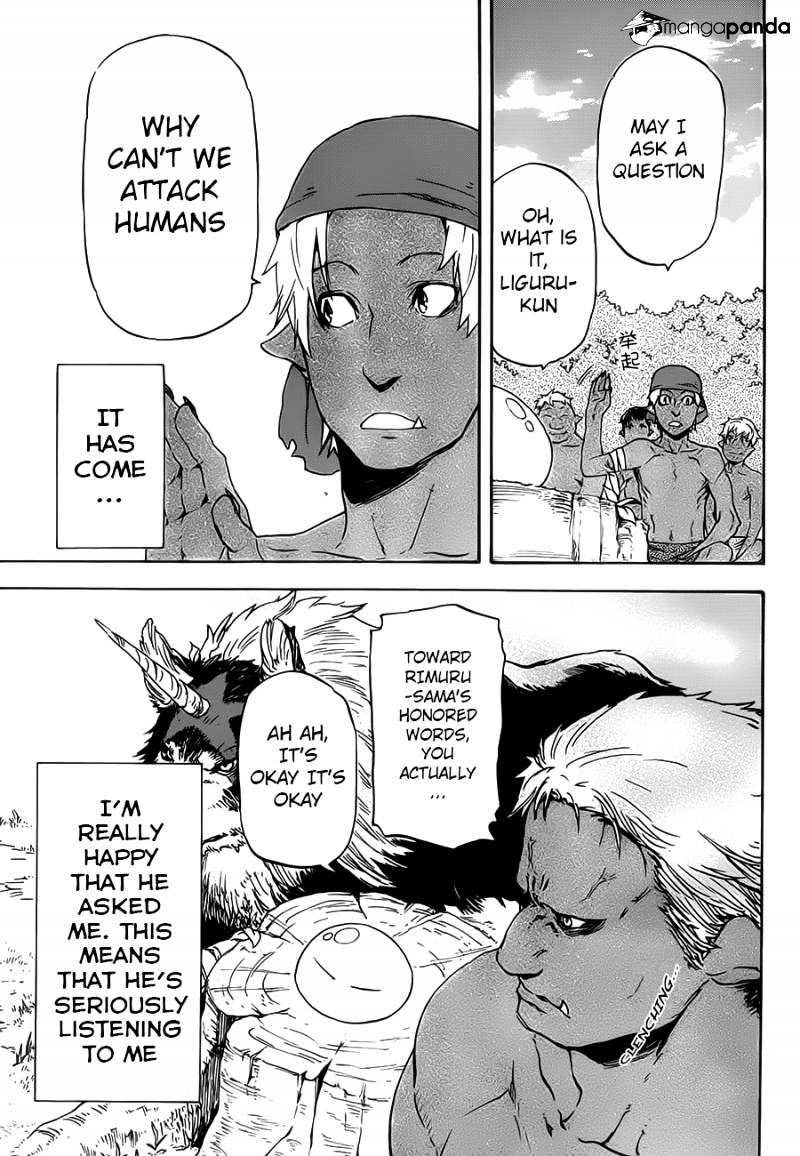 mangapanda
MAY I
ASK A
QUESTION
OH,
WHAT IS
IT,
LIGURU-
KUN
举
起
WHY
CAN'T WE
ATTACK
HUMANS
IT
HAS
COME
...
TOWARD
RIMURU
-SAMA'S
HONORED
WORDS,
YOU
ACTUALLY
...
AH AH,
IT'S
OKAY IT'S
OKAY
I'M
REALLY
HAPPY
THAT HE
ASKED
ME. THIS
MEANS
THAT HE'S
SERIOUSLY
LISTENING
TO ME
CLENCHING...